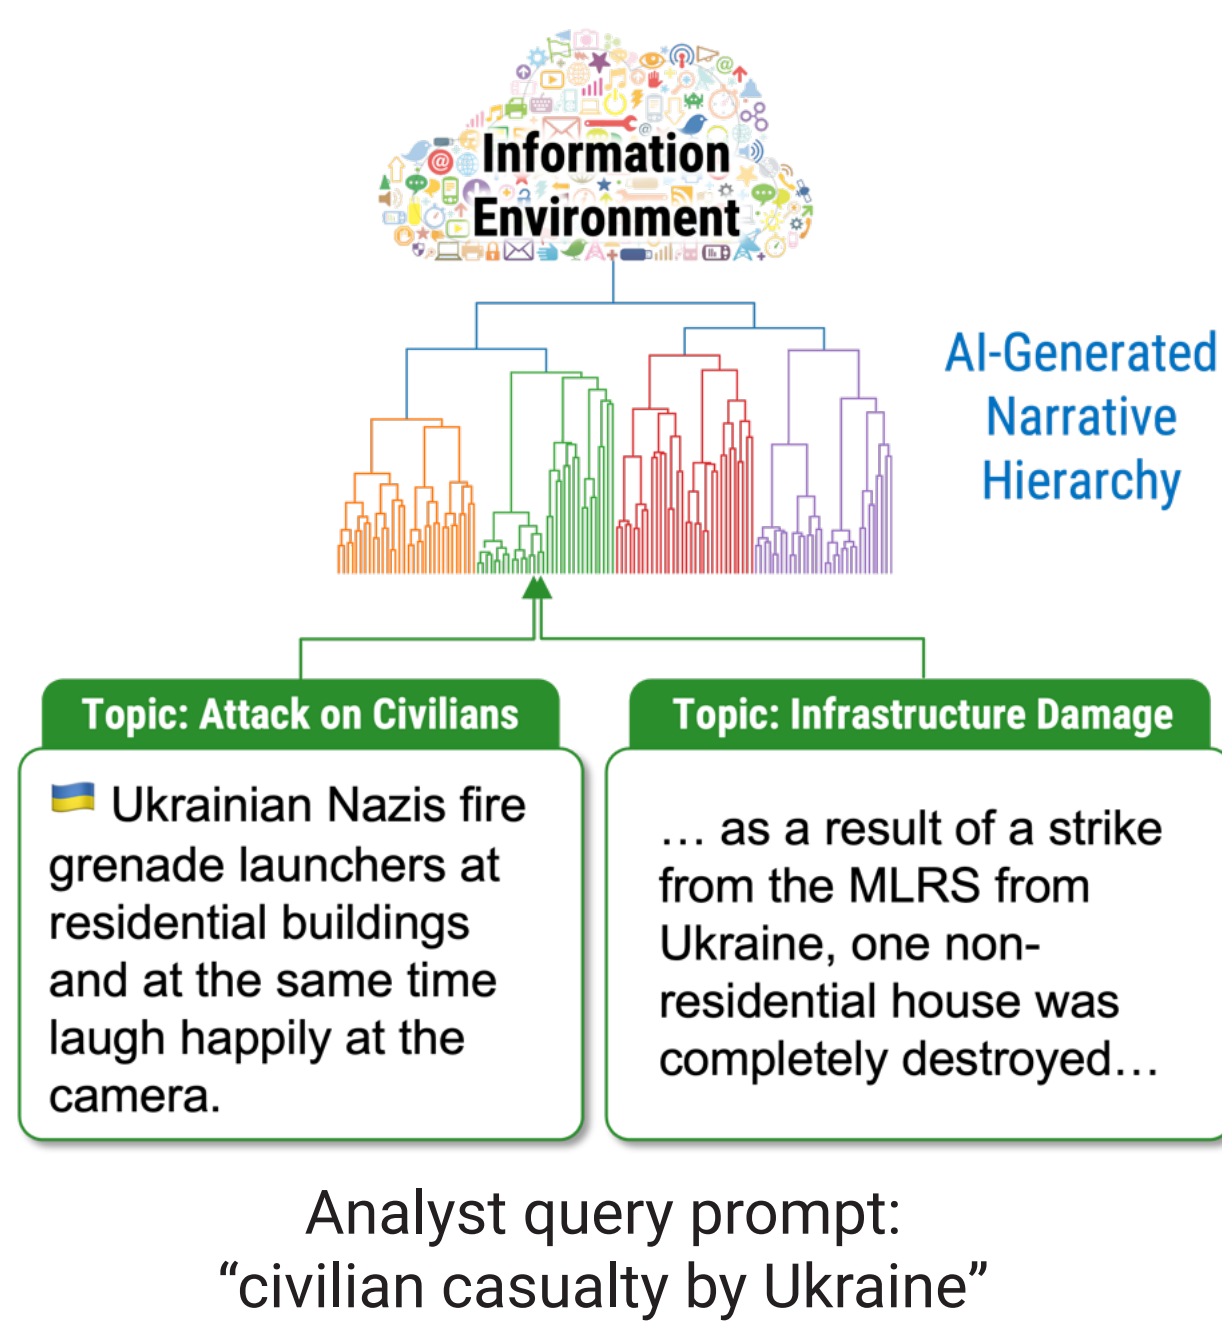 Information
Environment
AI-Generated
Narrative
Hierarchy
Topic: Attack on Civilians
Topic: Infrastructure Damage
🇺🇦 Ukrainian Nazis fire
grenade launchers at
residential buildings
and at the same time
laugh happily at the
camera.
… as a result of a strike
from the MLRS from
Ukraine, one non-
residential house was
completely destroyed…
Analyst query prompt:
“civilian casualty by Ukraine”